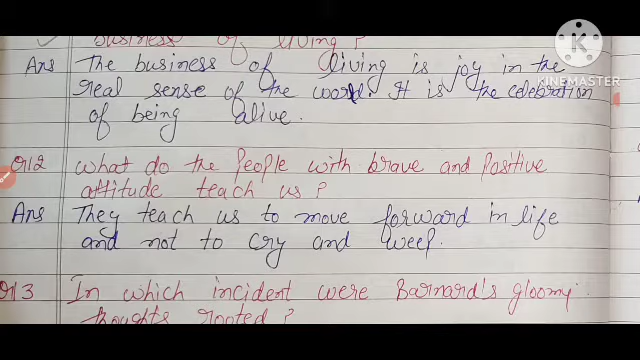 business of living?
Ans The business of living is joy in the
real sense of the word. It is the celebration
of being alive.
Q12 What do the people with brave and positive
attitude teach us?
Ans They teach us to move forward in life
and not to cry and weep.
Q13 In which incident were Barnard's gloomy
thoughts rooted?
KINEMASTER